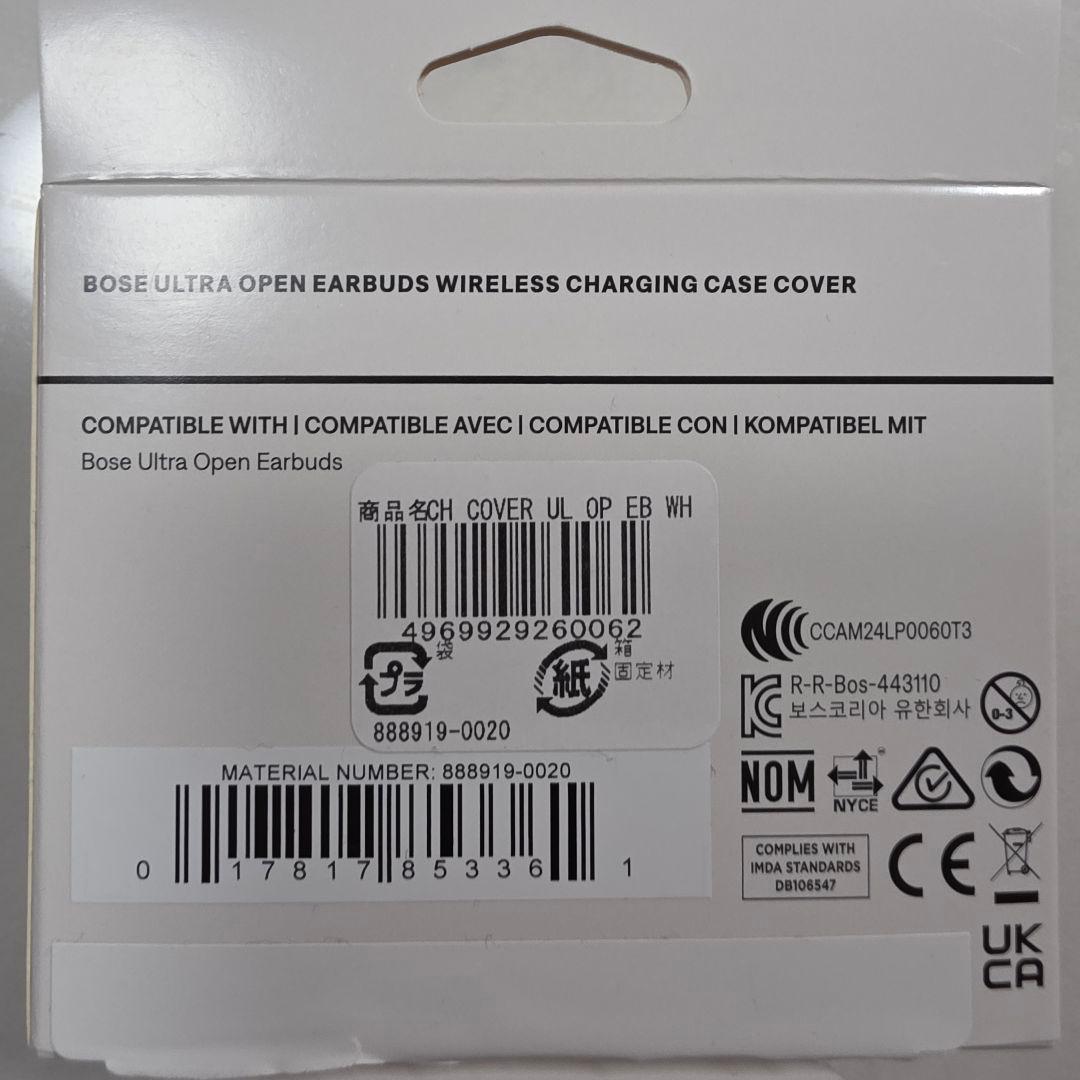 BOSE ULTRA OPEN EARBUDS WIRELESS CHARGING CASE COVER
COMPATIBLE WITH | COMPATIBLE AVEC | COMPATIBLE CON | KOMPATIBEL MIT
Bose Ultra Open Earbuds
商品名CH COVER UL OP EB WH
4969929260062
プラ
袋
紙
箱
固定材
888919-0020
MATERIAL NUMBER: 888919-0020
0 17817 85336 1
CCAM24LP0060T3
R-R-Bos-443110
보스코리아 유한회사
0-3
NOM
NYCE
COMPLIES WITH
IMDA STANDARDS
DB106547
CE
UK
CA